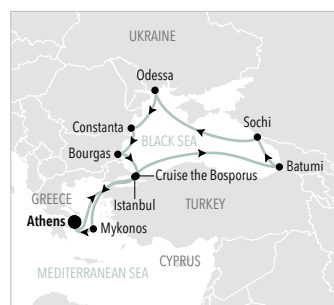 UKRAINE
Odessa
Constanta
Sochi
BLACK SEA
Bourgas
Batumi
Cruise the Bosporus
GREECE
Istanbul
TURKEY
Athens
Mykonos
CYPRUS
MEDITERRANEAN SEA